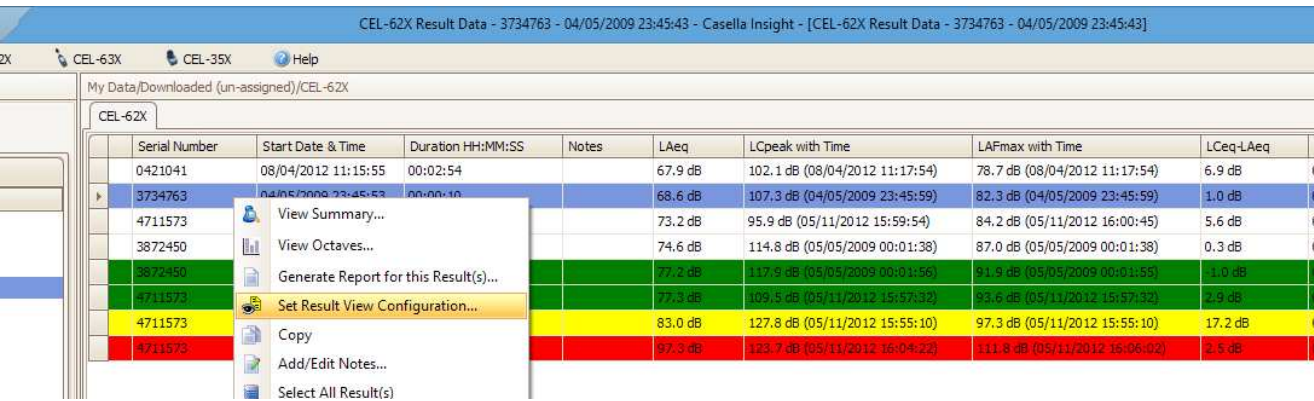 CEL-62X Result Data - 3734763 - 04/05/2009 23:45:43 - Casella Insight - [CEL-62X Result Data - 3734763 - 04/05/2009 23:45:43]
2X CEL-63X CEL-35X Help
My Data/Downloaded (un-assigned)/CEL-62X
CEL-62X
Serial Number Start Date & Time Duration HH:MM:SS Notes LAeq LCpeak with Time LAFmax with Time LCeq-LAeq
0421041 08/04/2012 11:15:55 00:02:54 67.9 dB 102.1 dB (08/04/2012 11:17:54) 78.7 dB (08/04/2012 11:17:54) 6.9 dB
3734763 04/05/2009 23:45:53 00:00:10 68.6 dB 107.3 dB (04/05/2009 23:45:59) 82.3 dB (04/05/2009 23:45:59) 1.0 dB
4711573 73.2 dB 95.9 dB (05/11/2012 15:59:54) 84.2 dB (05/11/2012 16:00:45) 5.6 dB
3872450 74.6 dB 114.8 dB (05/05/2009 00:01:38) 87.0 dB (05/05/2009 00:01:38) 0.3 dB
3872450 77.2 dB 117.9 dB (05/05/2009 00:01:56) 91.9 dB (05/05/2009 00:01:55) -1.0 dB
4711573 77.3 dB 109.5 dB (05/11/2012 15:57:32) 93.6 dB (05/11/2012 15:57:32) 2.9 dB
4711573 83.0 dB 127.8 dB (05/11/2012 15:55:10) 97.3 dB (05/11/2012 15:55:10) 17.2 dB
4711573 97.3 dB 123.7 dB (05/11/2012 16:04:22) 111.8 dB (05/11/2012 16:06:02) 2.5 dB
View Summary...
View Octaves...
Generate Report for this Result(s)...
Set Result View Configuration...
Copy
Add/Edit Notes...
Select All Result(s)